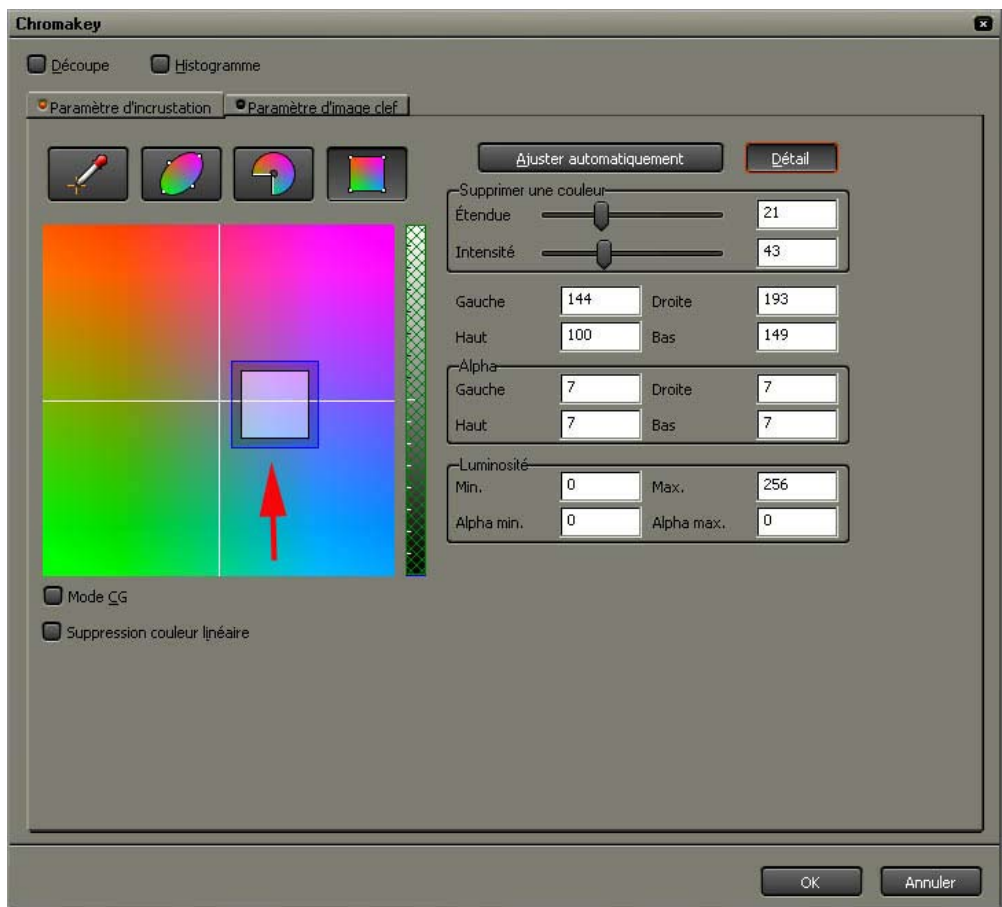 Chromakey
Découpe Histogramme
Paramètre d'incrustation Paramètre d'image clef
Ajuster automatiquement Détail
Supprimer une couleur
Étendue 21
Intensité 43
Gauche 144 Droite 193
Haut 100 Bas 149
Alpha
Gauche 7 Droite 7
Haut 7 Bas 7
Luminosité
Min. 0 Max. 256
Alpha min. 0 Alpha max. 0
Mode CG
Suppression couleur linéaire
OK Annuler